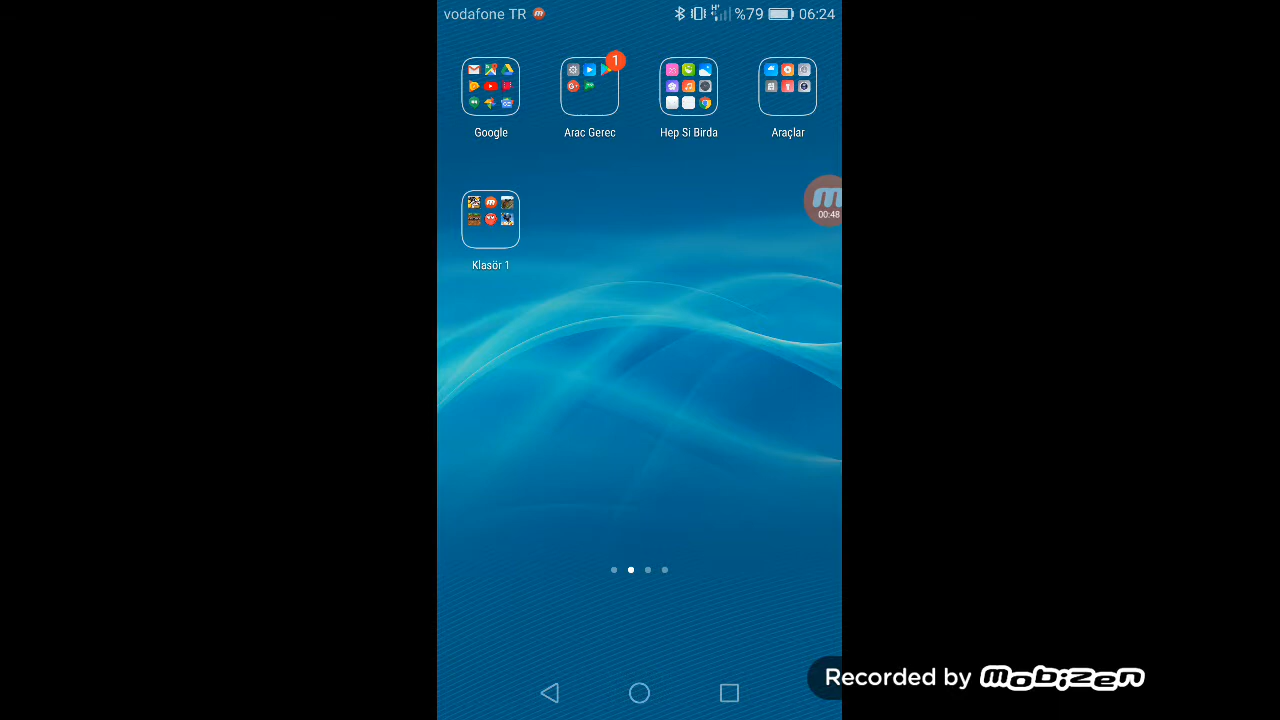 vodafone TR %79 06:24
1
Google Arac Gerec Hep Si Birda Araçlar
00:48
Klasör 1
Recorded by mobizen